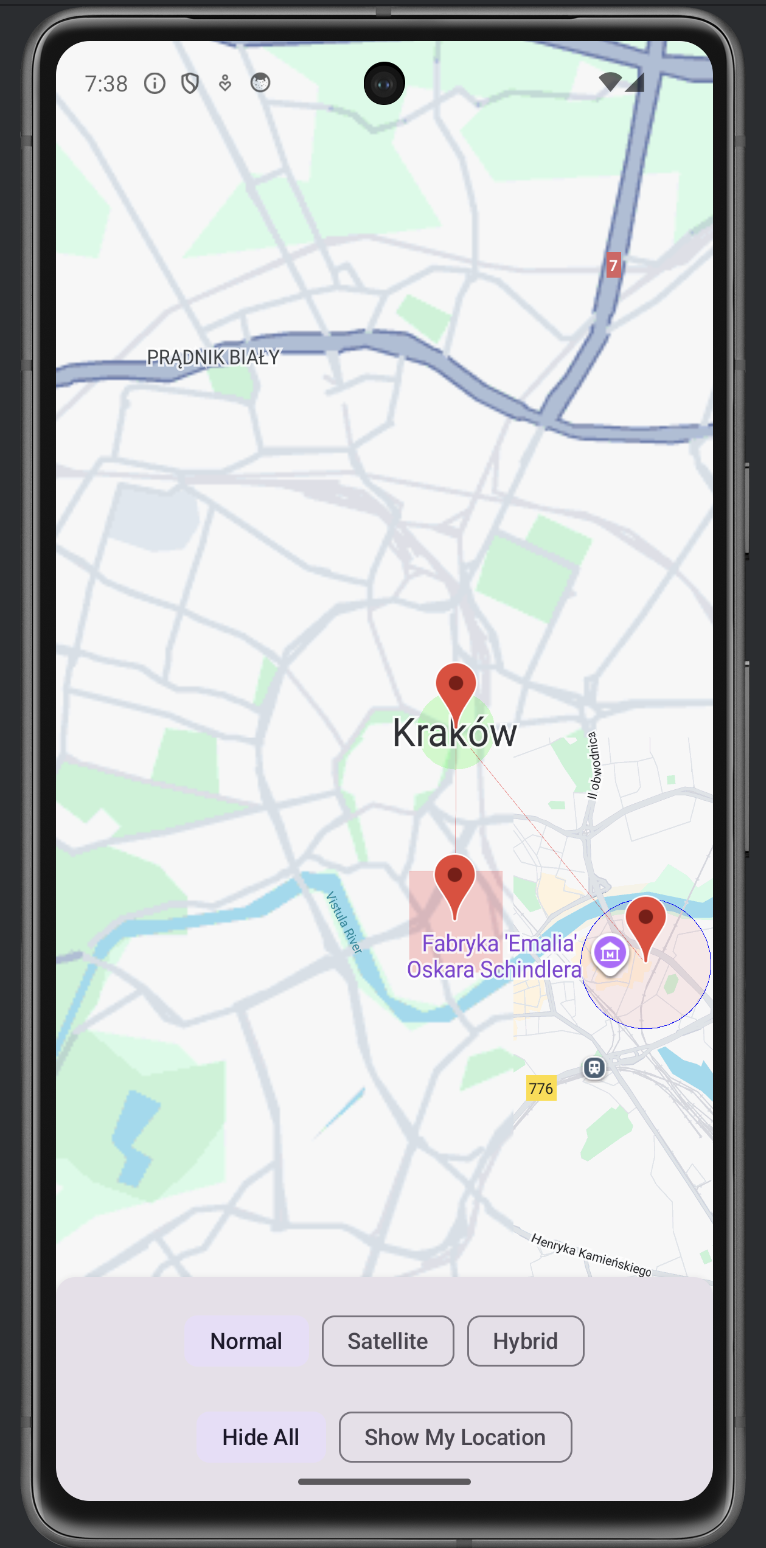 7:38
7
PRĄDNIK BIAŁY
Kraków
II obwodnica
Vistula River
Fabryka 'Emalia'
Oskara Schindlera
776
Henryka Kamieńskiego
Normal
Satellite
Hybrid
Hide All
Show My Location